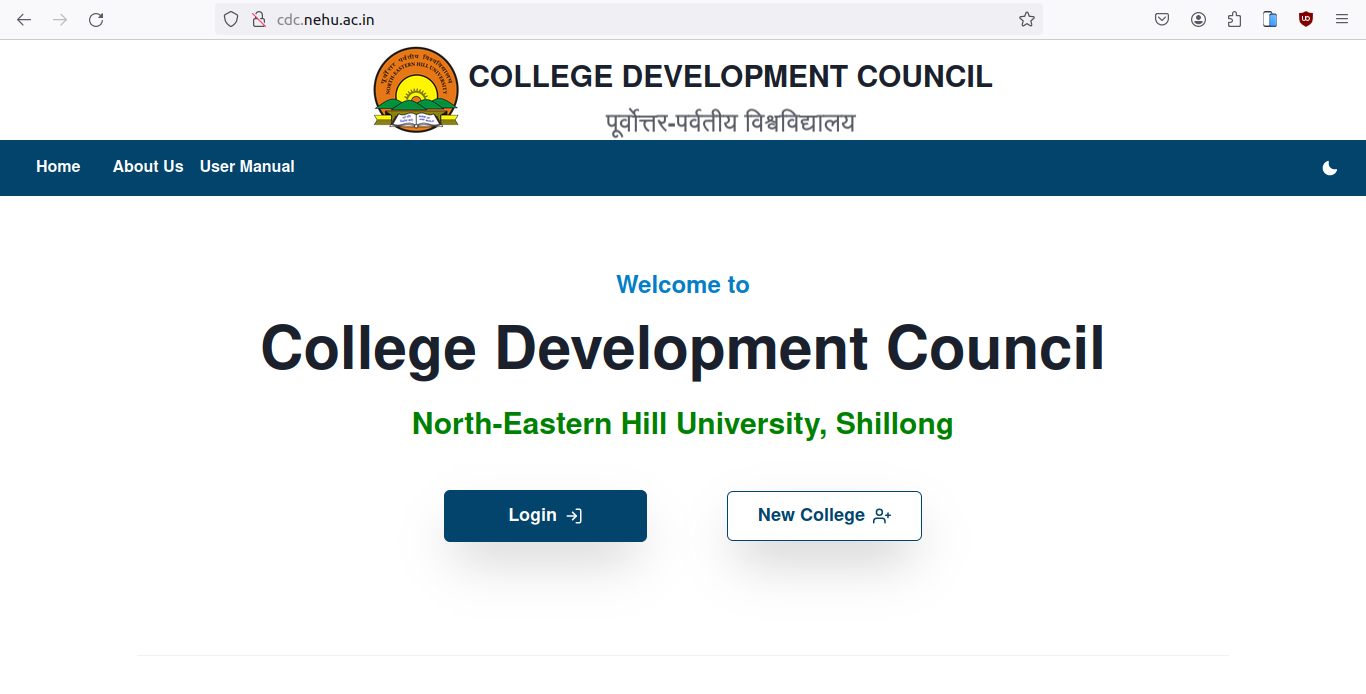 cdc.nehu.ac.in
पूर्वोत्तर पर्वतीय विश्वविद्यालय
NORTH-EASTERN HILL UNIVERSITY
COLLEGE DEVELOPMENT COUNCIL
पूर्वोत्तर-पर्वतीय विश्वविद्यालय
Home About Us User Manual
Welcome to
College Development Council
North-Eastern Hill University, Shillong
Login New College